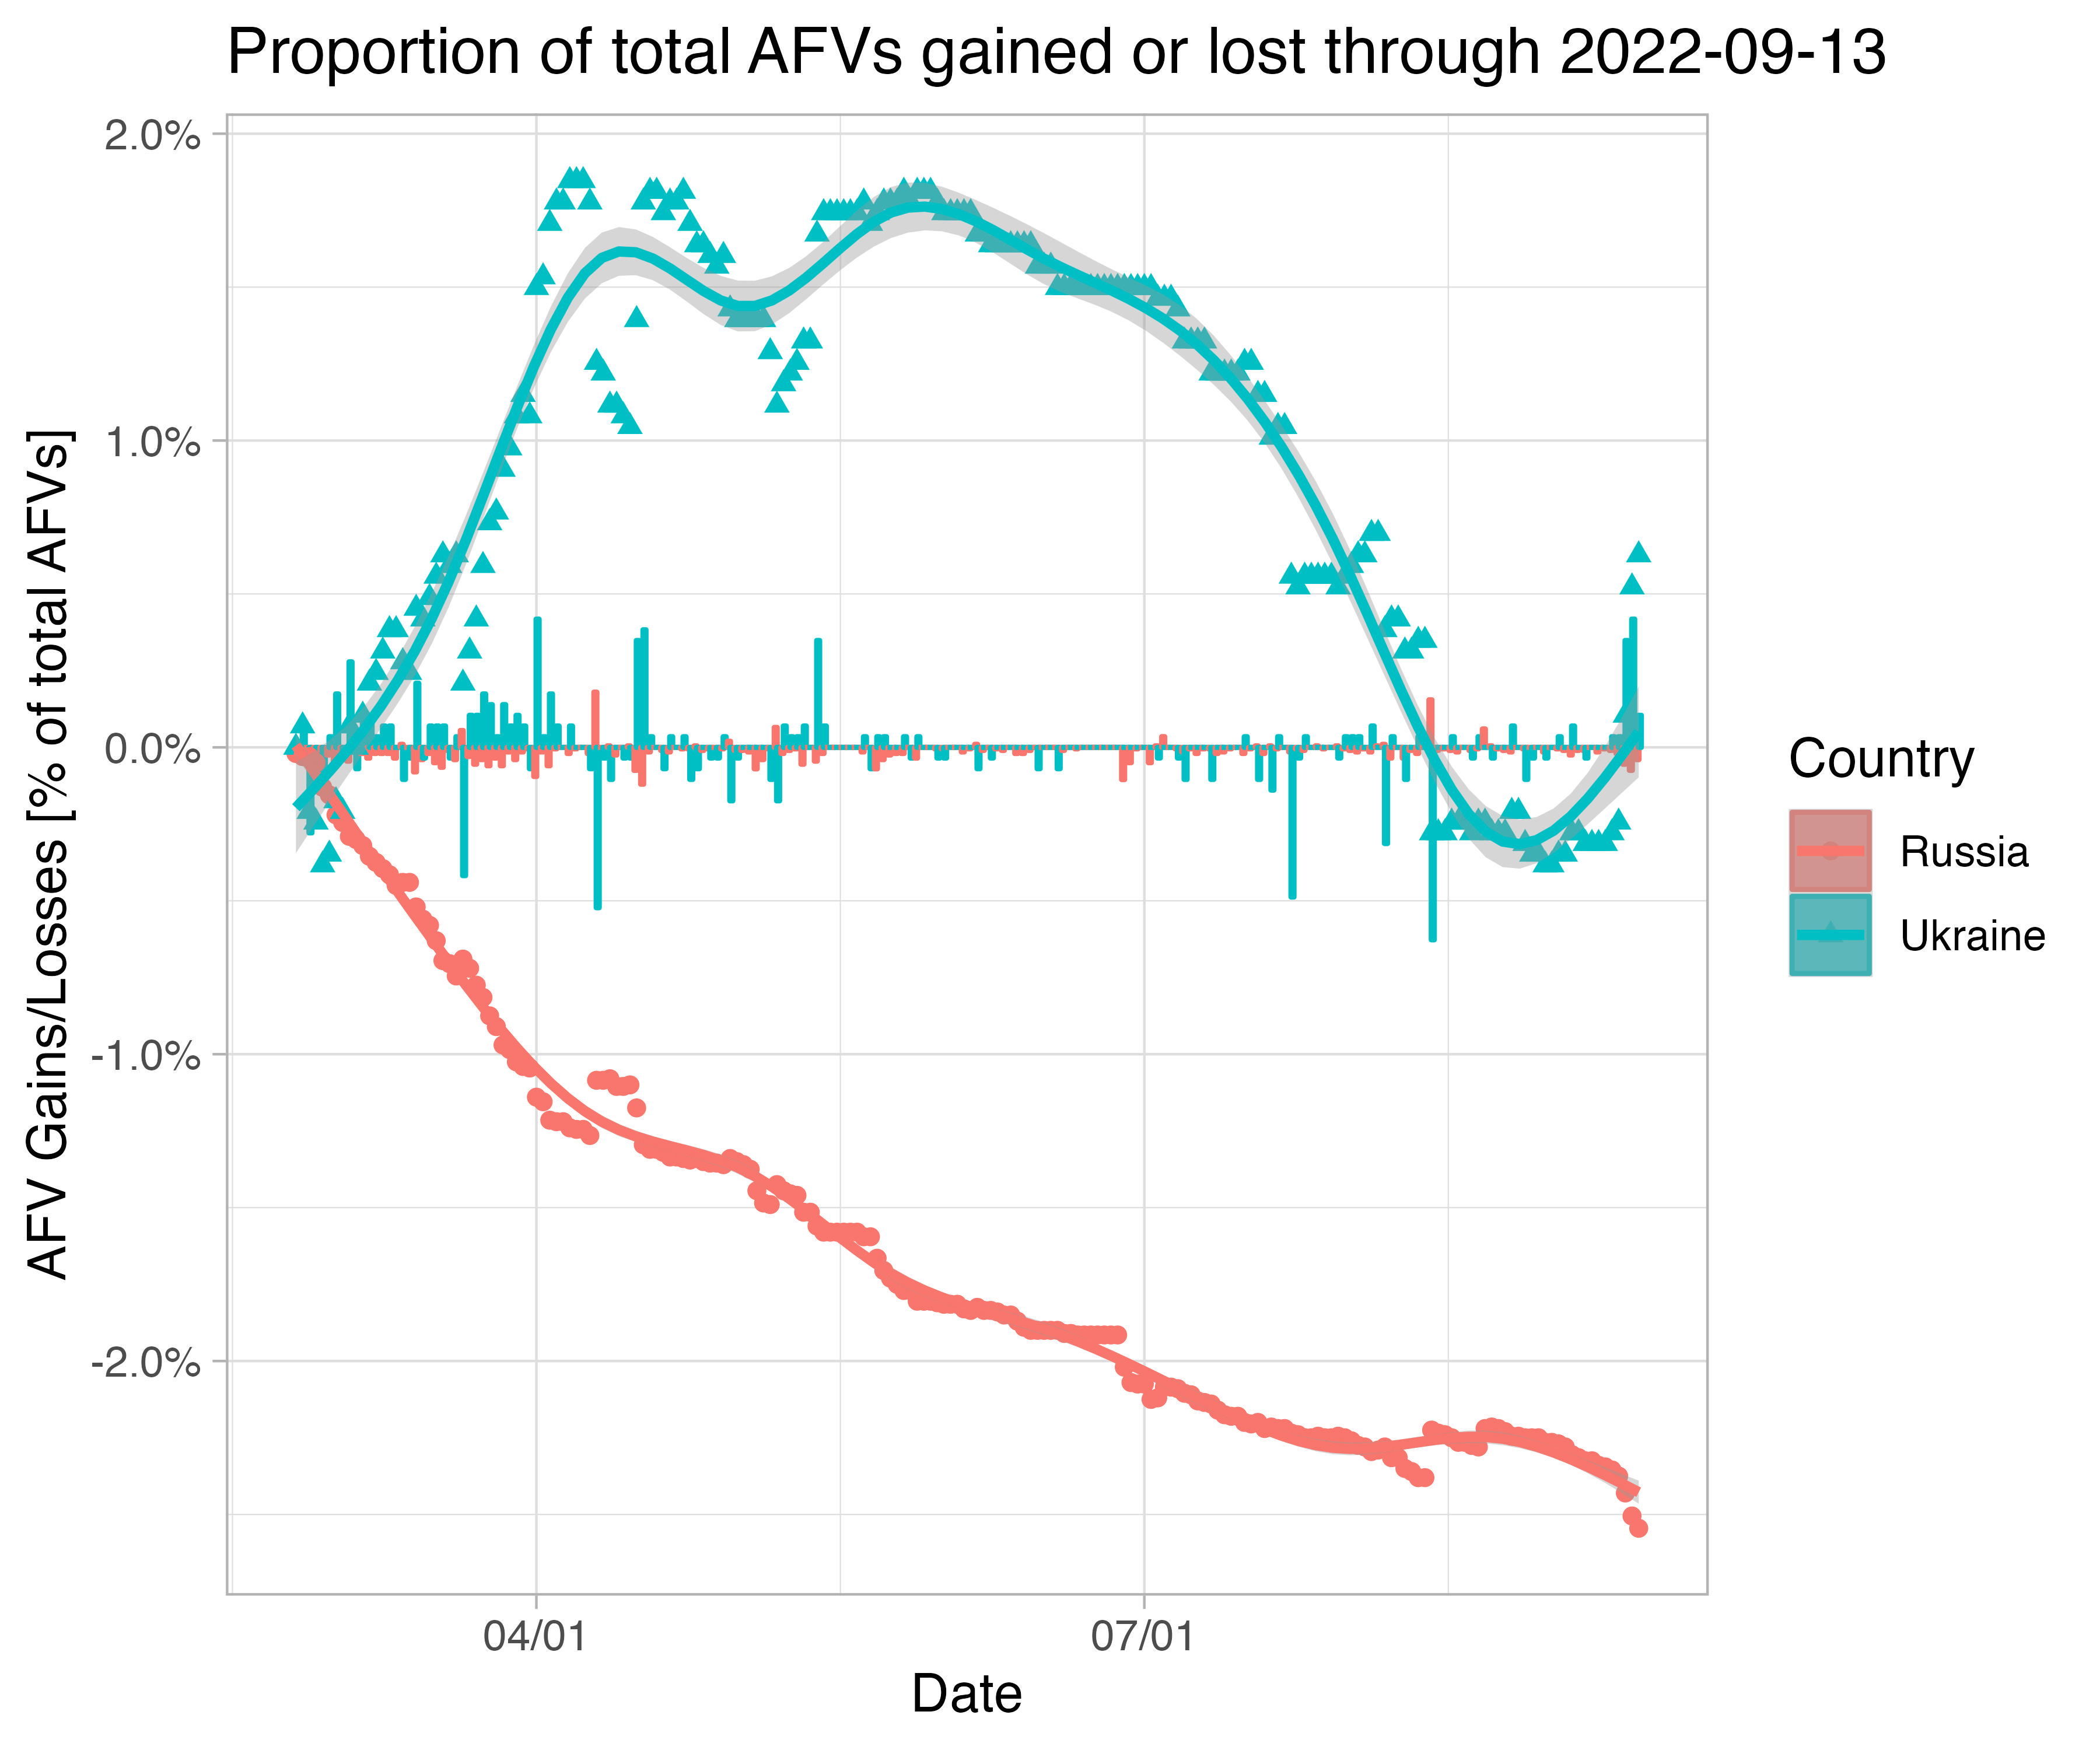 Proportion of total AFVs gained or lost through 2022-09-13
AFV Gains/Losses [% of total AFVs]
2.0%
1.0%
0.0%
-1.0%
-2.0%
04/01
07/01
Date
Country
Russia
Ukraine